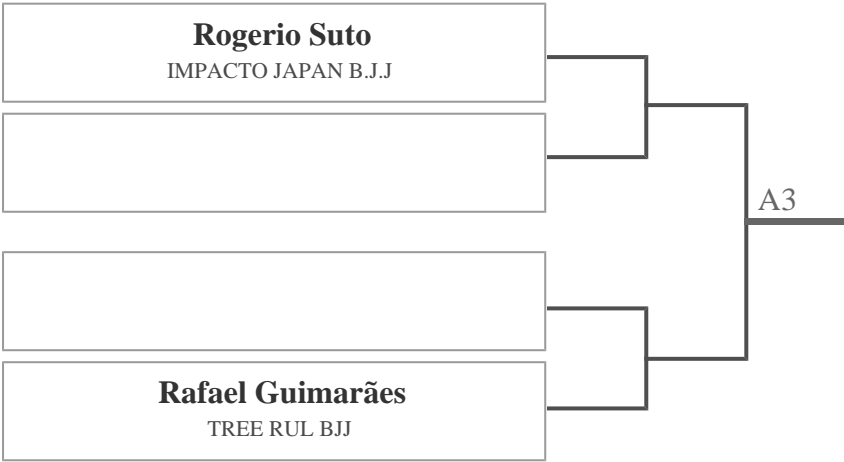 Rogerio Suto
IMPACTO JAPAN B.J.J
A3
Rafael Guimarães
TREE RUL BJJ